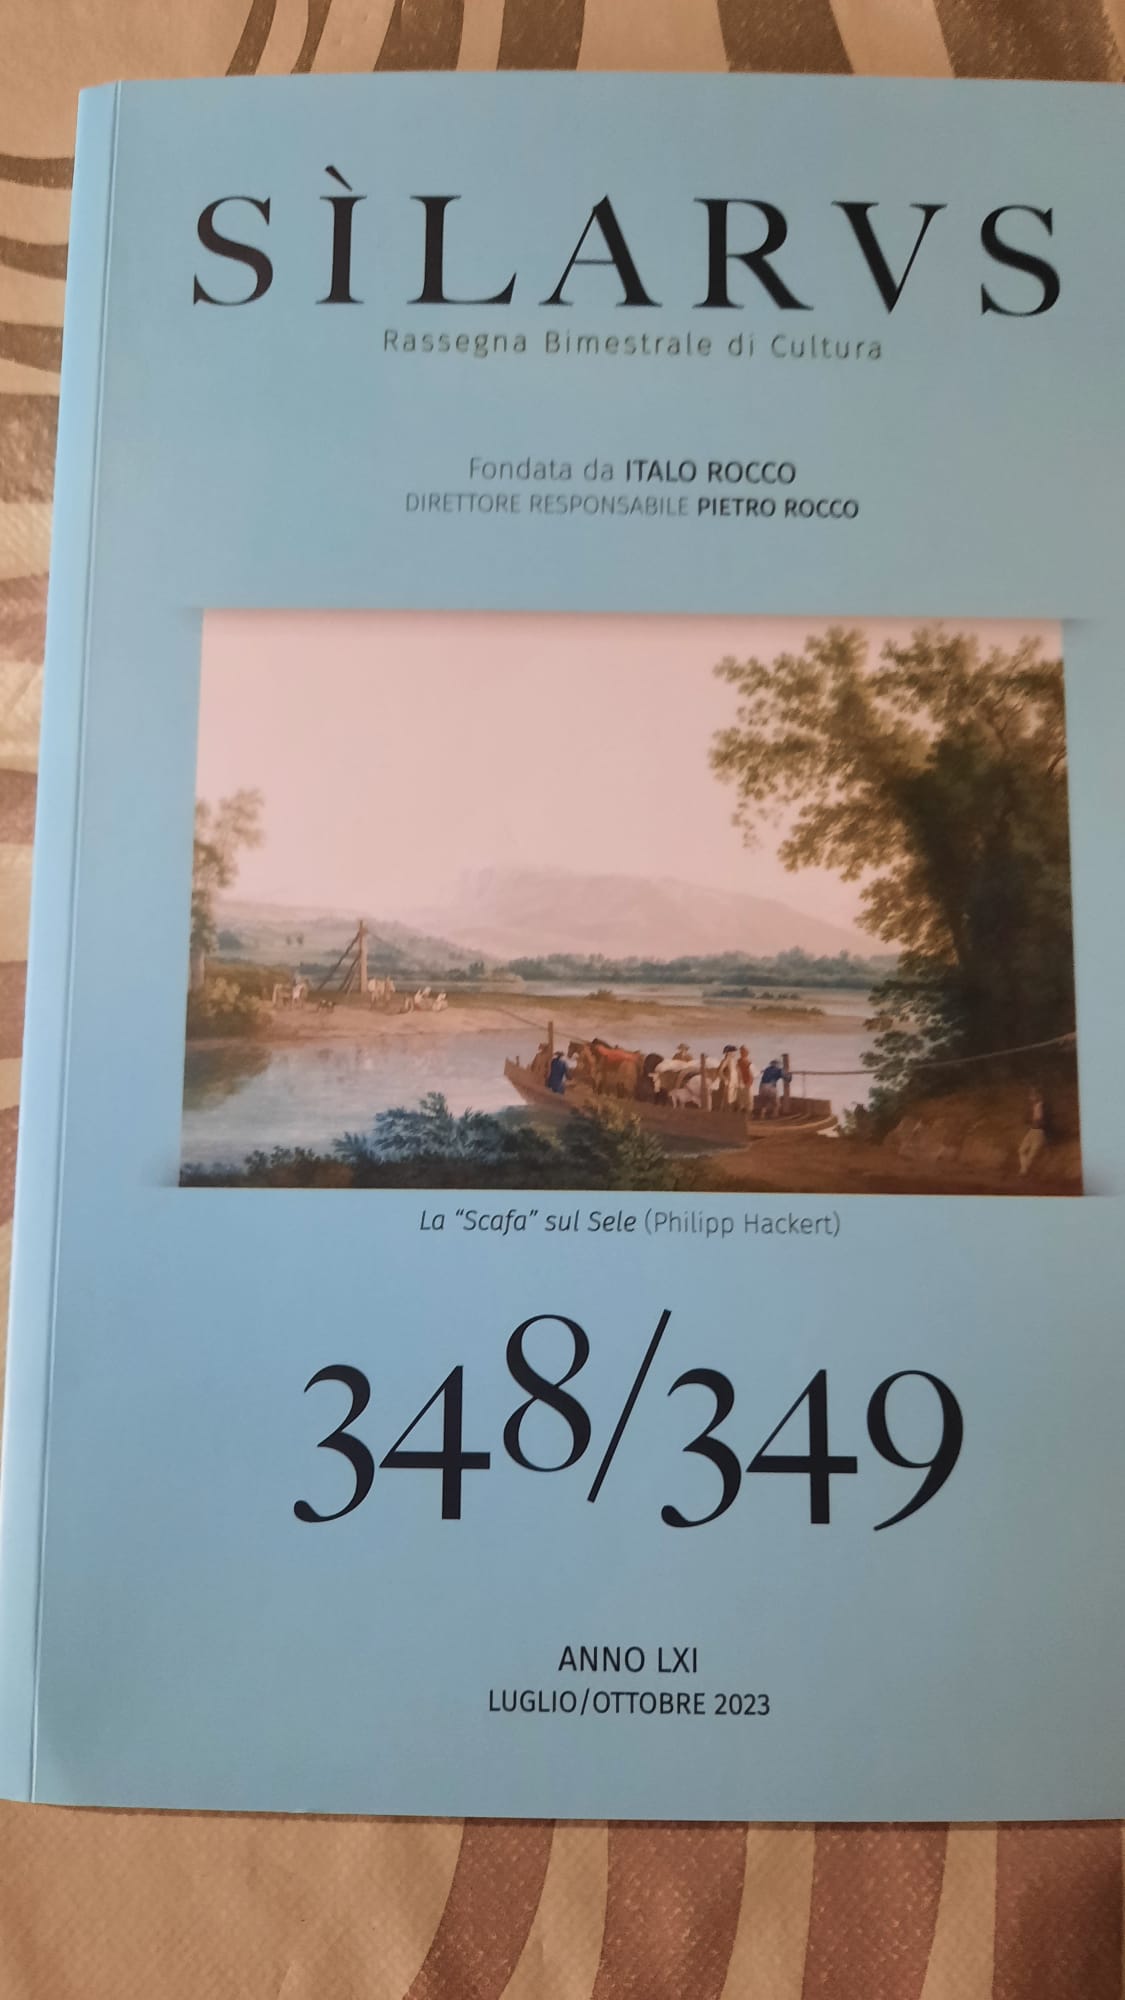 SÌLARVS
Rassegna Bimestrale di Cultura
Fondata da ITALO ROCCO
DIRETTORE RESPONSABILE PIETRO ROCCO
La “Scafa” sul Sele (Philipp Hackert)
348/349
ANNO LXI
LUGLIO/OTTOBRE 2023